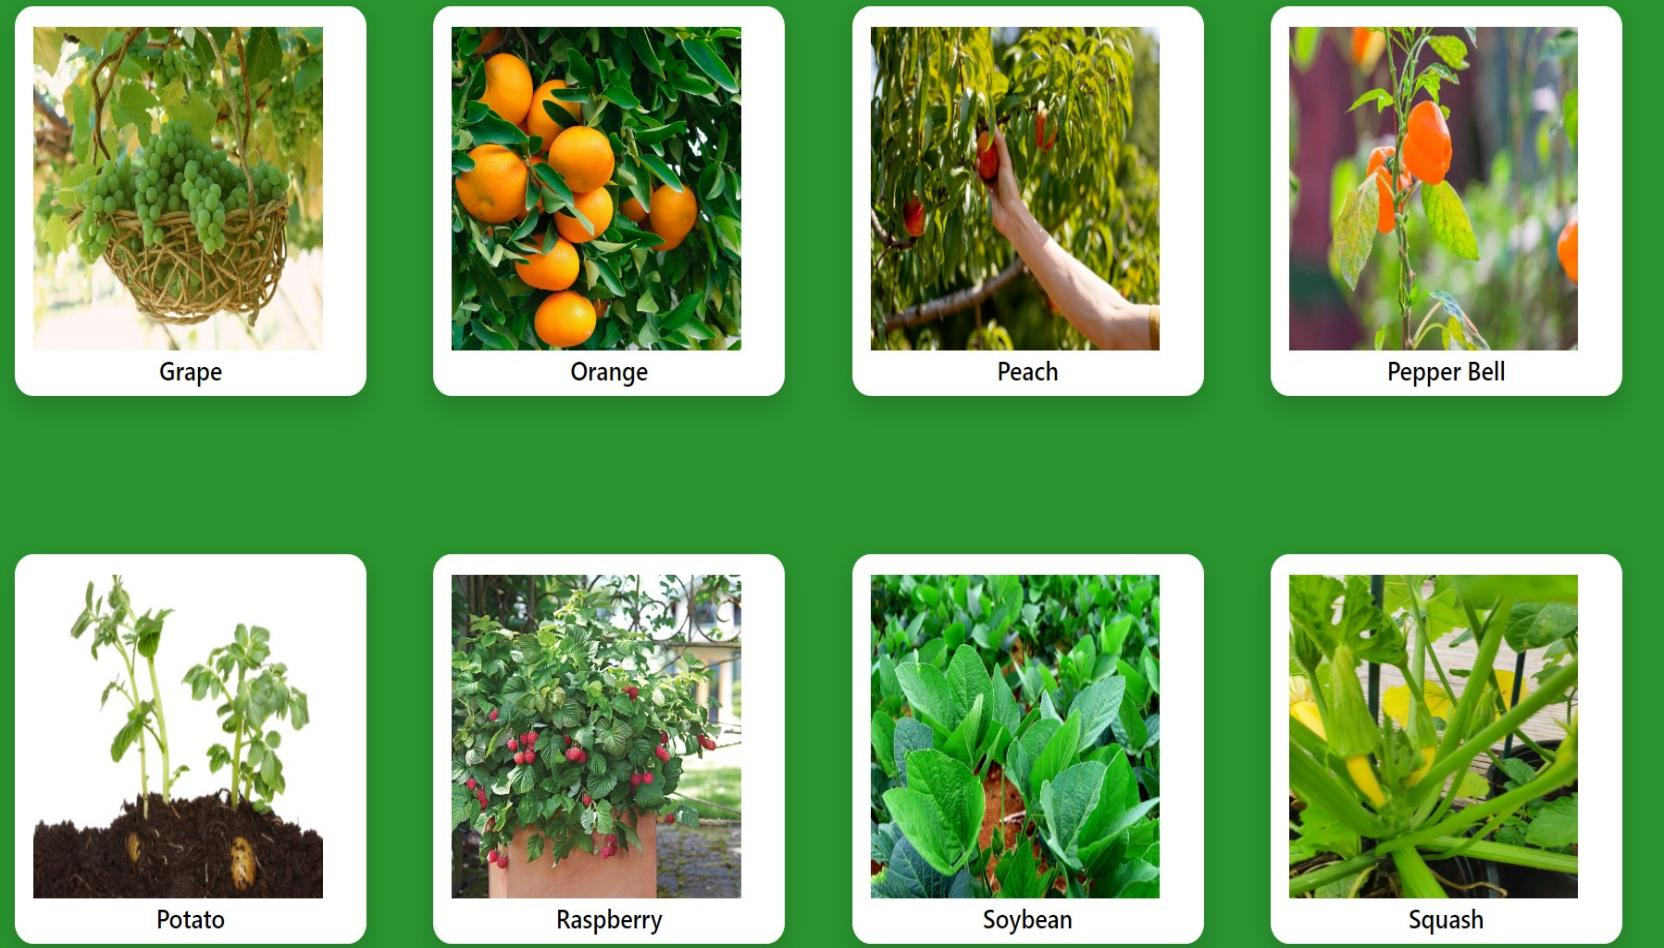 Grape
Orange
Peach
Pepper Bell
Potato
Raspberry
Soybean
Squash